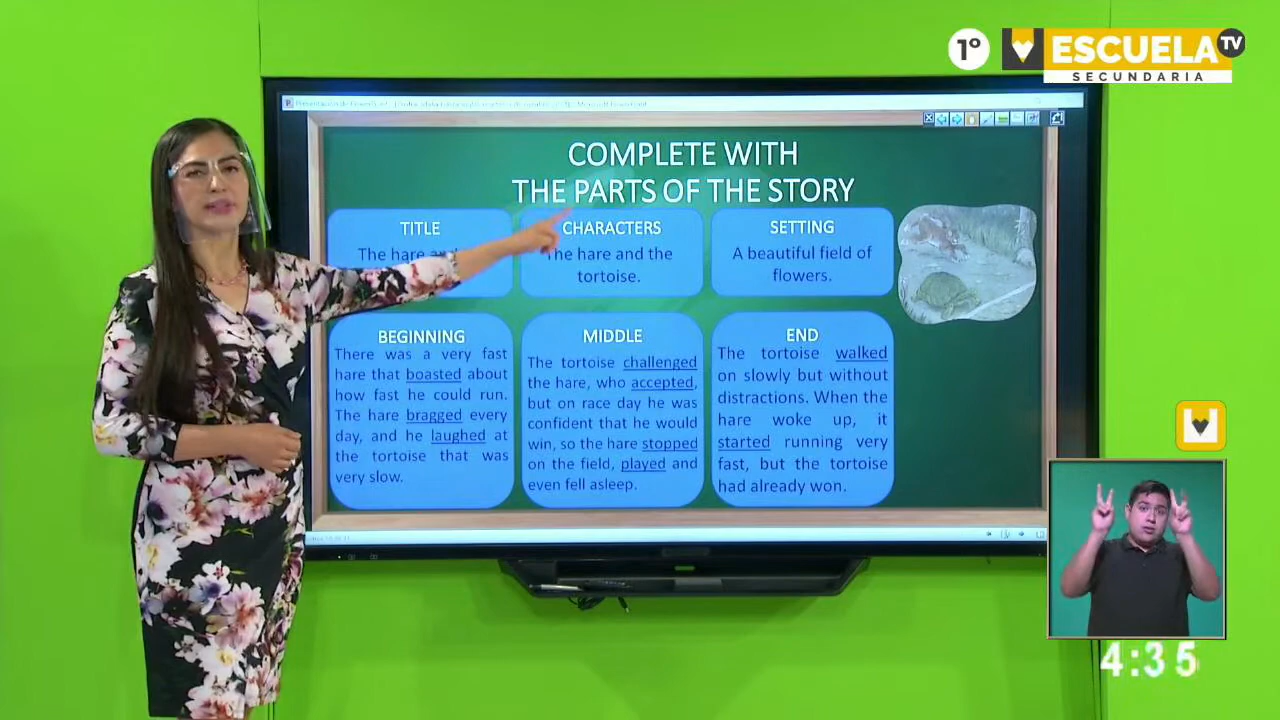 1º
ESCUELA
TV
SECUNDARIA
COMPLETE WITH
THE PARTS OF THE STORY
TITLE
The hare
CHARACTERS
The hare and the
tortoise.
SETTING
A beautiful field of
flowers.
BEGINNING
There was a very fast
hare that boasted about
how fast he could run.
The hare bragged every
day, and he laughed at
the tortoise that was
very slow.
MIDDLE
The tortoise challenged
the hare, who accepted,
but on race day he was
confident that he would
win, so the hare stopped
on the field, played and
even fell asleep.
END
The tortoise walked
on slowly but without
distractions. When the
hare woke up, it
started running very
fast, but the tortoise
had already won.
4:35